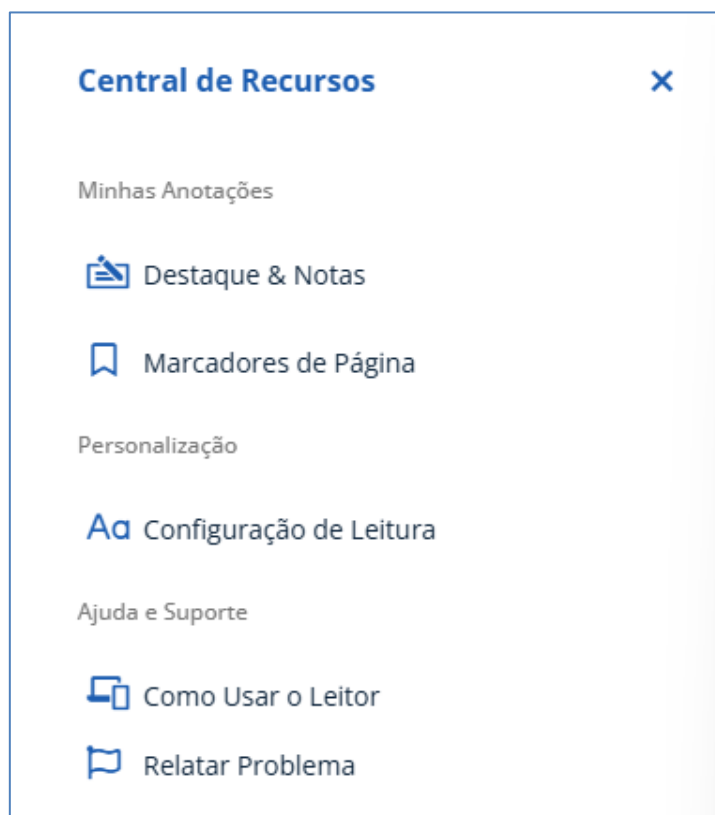 Central de Recursos
Minhas Anotações
Destaque & Notas
Marcadores de Página
Personalização
Aa Configuração de Leitura
Ajuda e Suporte
Como Usar o Leitor
Relatar Problema